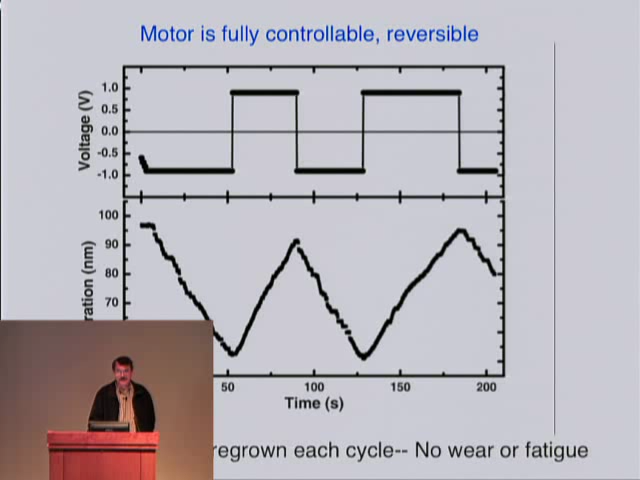 Motor is fully controllable, reversible
Voltage (V)
1.0
0.5
0.0
-0.5
-1.0
ration (nm)
100
90
80
70
50
100
150
200
Time (s)
regrown each cycle-- No wear or fatigue